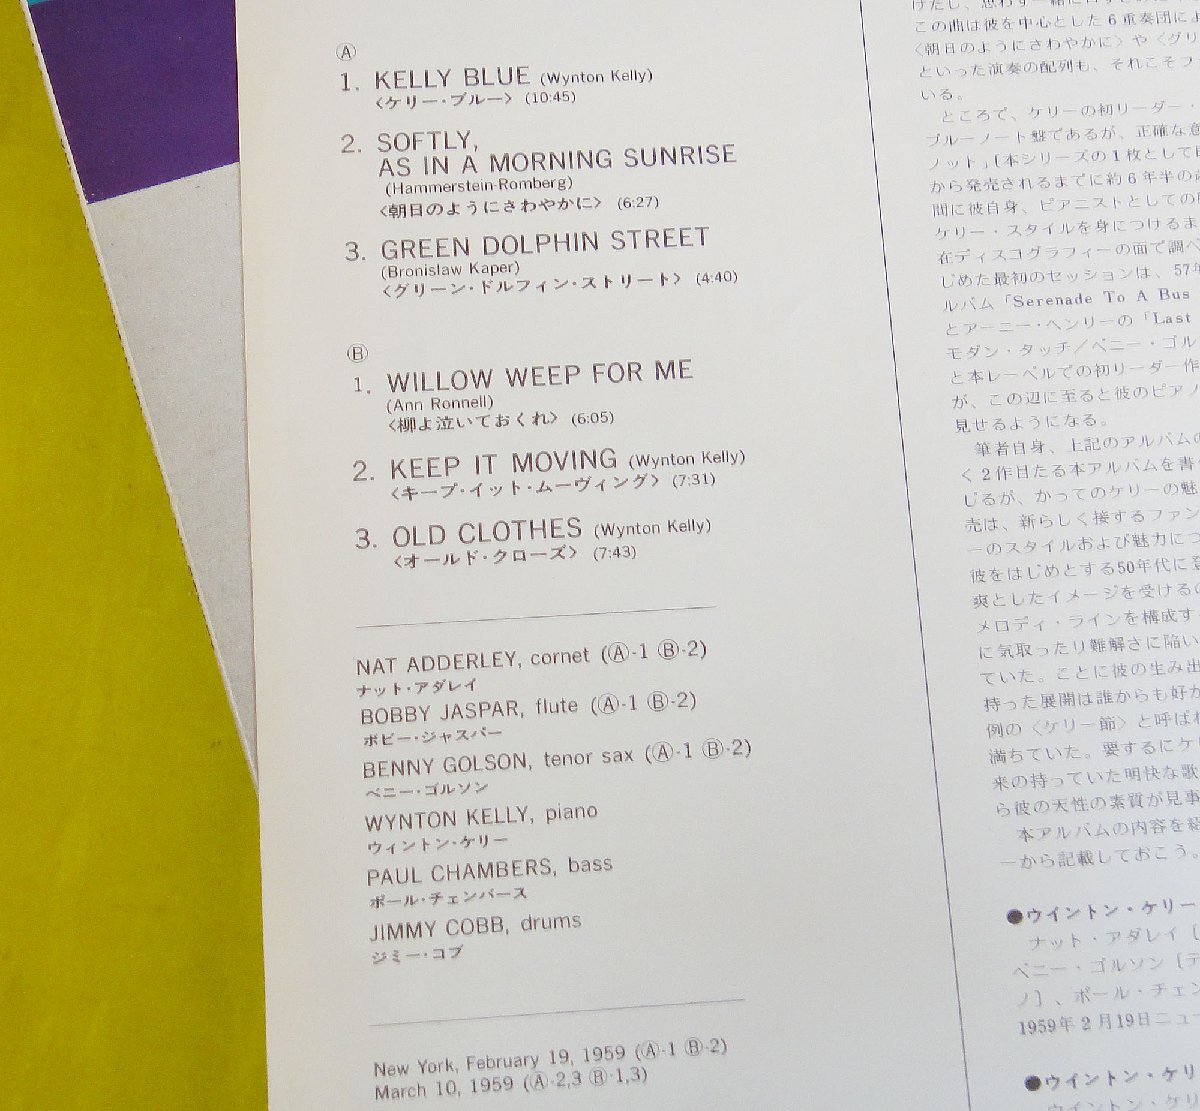 Ⓐ
1. KELLY BLUE (Wynton Kelly)
〈ケリー・ブルー〉 (10:45)
2. SOFTLY,
AS IN A MORNING SUNRISE
(Hammerstein-Romberg)
〈朝日のようにさわやかに〉 (6:27)
3. GREEN DOLPHIN STREET
(Bronislaw Kaper)
〈グリーン・ドルフィン・ストリート〉 (4:40)
Ⓑ
1. WILLOW WEEP FOR ME
(Ann Ronnell)
〈柳よ泣いておくれ〉 (6:05)
2. KEEP IT MOVING (Wynton Kelly)
〈キープ・イット・ムーヴィング〉 (7:31)
3. OLD CLOTHES (Wynton Kelly)
〈オールド・クローズ〉 (7:43)
NAT ADDERLEY, cornet (Ⓐ-1 Ⓑ-2)
ナット・アダレイ
BOBBY JASPAR, flute (Ⓐ-1 Ⓑ-2)
ボビー・ジャスパー
BENNY GOLSON, tenor sax (Ⓐ-1 Ⓑ-2)
ベニー・ゴルソン
WYNTON KELLY, piano
ウィントン・ケリー
PAUL CHAMBERS, bass
ポール・チェンバース
JIMMY COBB, drums
ジミー・コブ
New York, February 19, 1959 (Ⓐ-1 Ⓑ-2)
March 10, 1959 (Ⓐ-2,3 Ⓑ-1,3)
この曲は彼を中心とした6重奏団によ
〈朝日のようにさわやかに〉や〈グリ
といった演奏の配列も、それこそフ
いる。
ところで、ケリーの初リーダー・
ブルーノート盤であるが、正確な意
ノット」〔本シリーズの1枚として
から発売されるまでに約6年半の
間に彼自身、ピアニストとしての
ケリー・スタイルを身につけるま
在ディスコグラフィーの面で調べ
じめた最初のセッションは、57年
ルバム「Serenade To A Bus
とアーニー・ヘンリーの「Last
モダン・タッチ／ベニー・ゴル
と本レーベルでの初リーダー作
が、この辺に至ると彼のピアノ
見せるようになる。
筆者自身、上記のアルバムの
く2作目たる本アルバムを書
じるが、かってのケリーの魅
売は、新らしく接するファン
ーのスタイルおよび魅力につ
彼をはじめとする50年代に
爽としたイメージを受けるの
メロディ・ラインを構成す
に気取ったり難解さに陥い
ていた。ことに彼の生み出
持った展開は誰からも好か
例の〈ケリー節〉と呼ばれ
満ちていた。要するにケ
来の持っていた明快な歌
ら彼の天性の素質が見事
本アルバムの内容を
ーから記載しておこう。
●ウイントン・ケリー
ナット・アダレイ〔
ベニー・ゴルソン〔テ
ノ〕、ポール・チェン
1959年2月19日ニュー
●ウイントン・ケリ